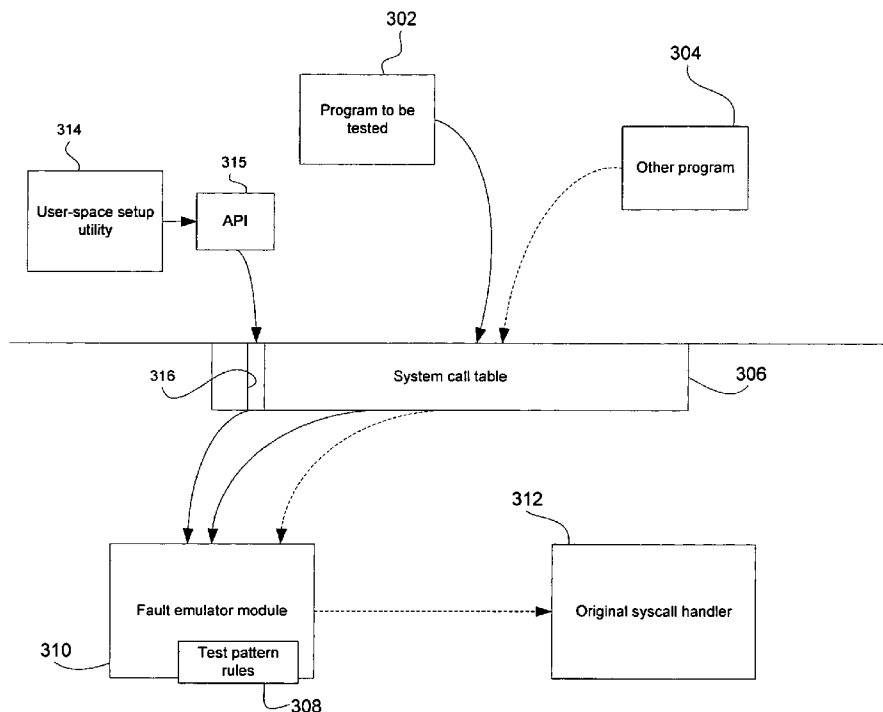 302
Program to be
tested
304
Other program
314
User-space setup
utility
315
API
316
System call table
306
312
Fault emulator module
Original syscall handler
310
Test pattern
rules
308